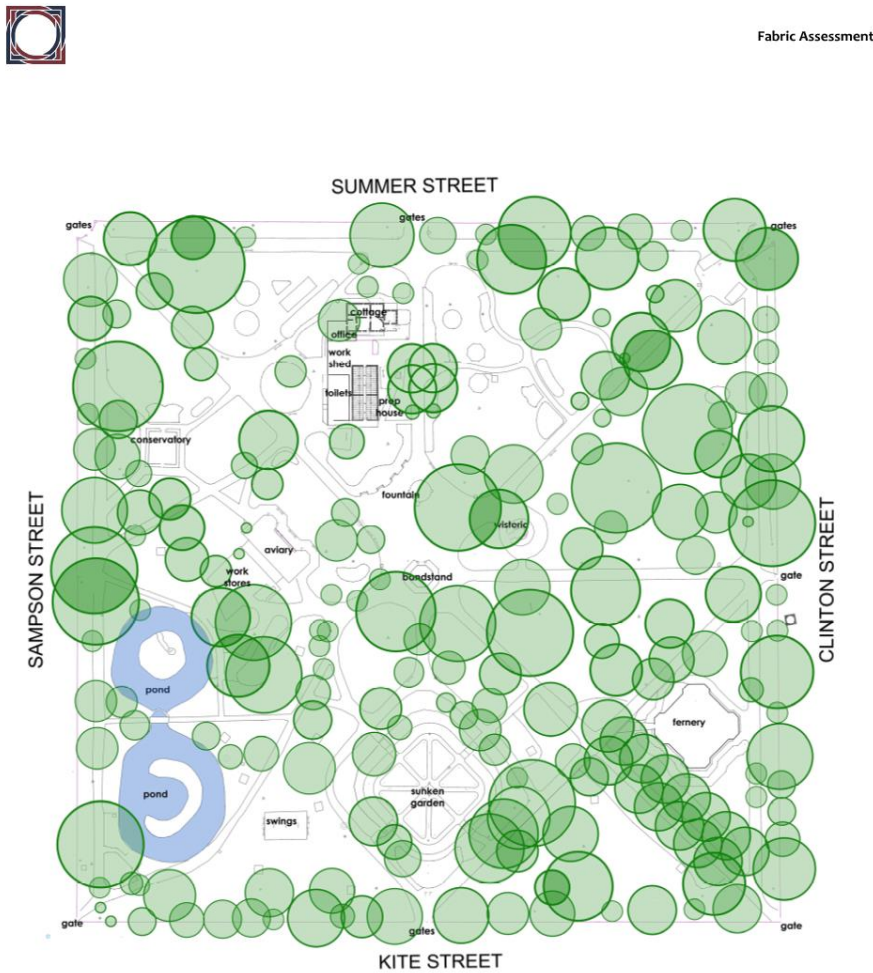 Fabric Assessment
SUMMER STREET
gates
gates
gates
cottage
office
work
shed
toilets
prop
house
conservatory
fountain
wisteria
SAMPSON STREET
CLINTON STREET
aviary
work
stores
bandstand
gate
pond
fernery
pond
sunken
garden
swings
gate
gates
gate
KITE STREET